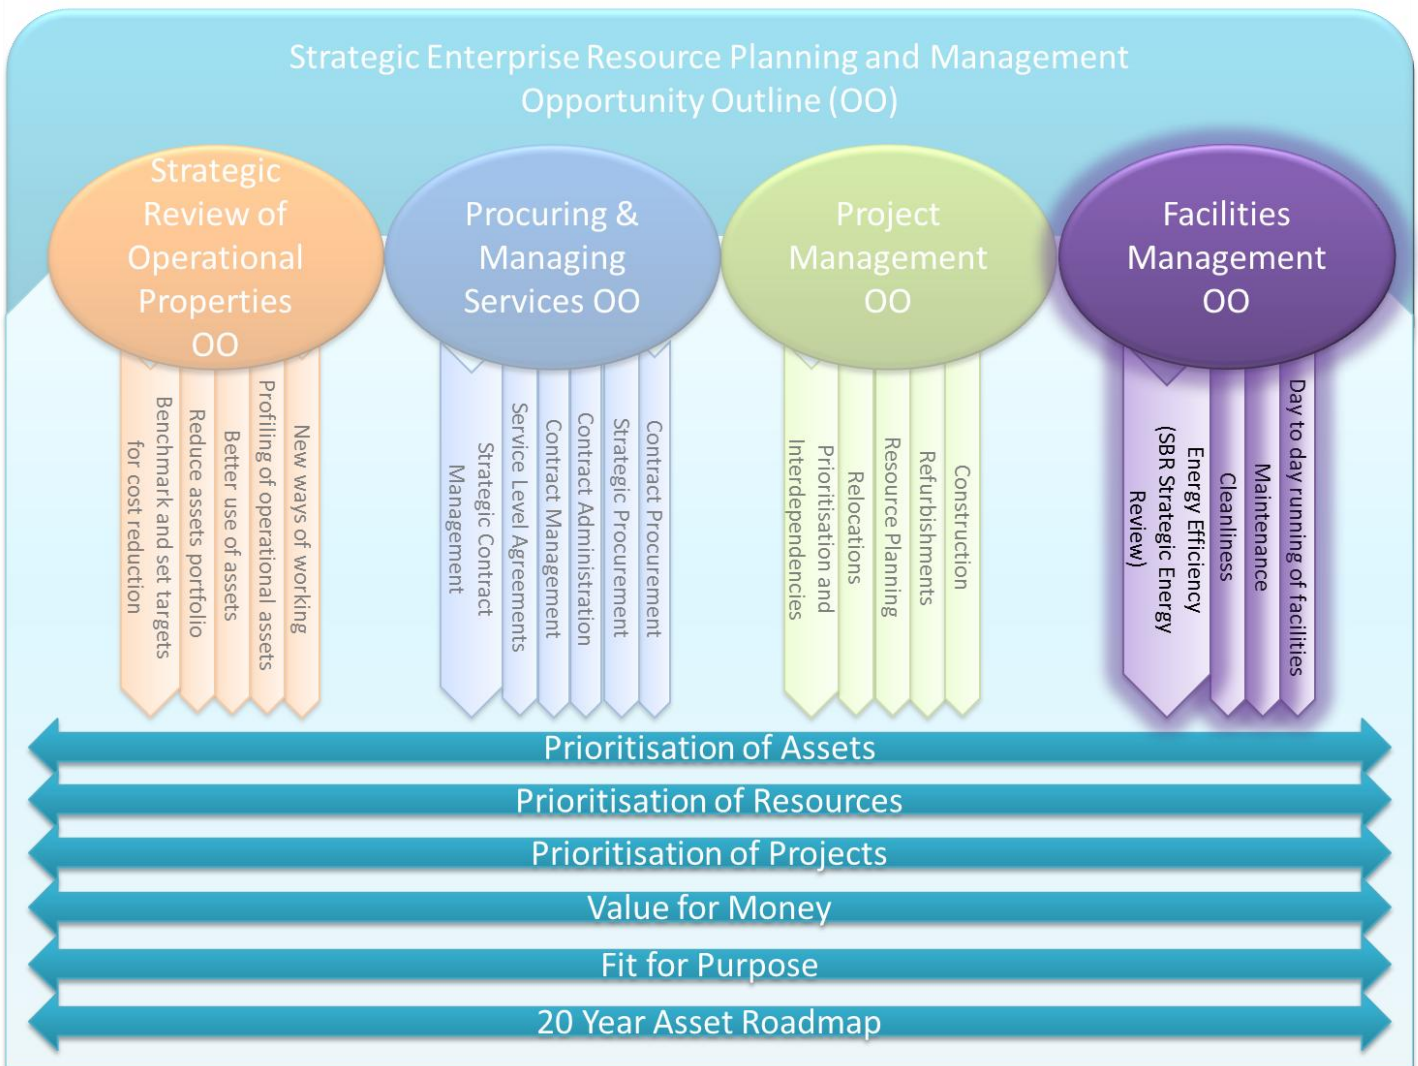 Strategic Enterprise Resource Planning and Management
Opportunity Outline (OO)
Strategic
Review of
Operational
Properties
OO
Procuring &
Managing
Services OO
Project
Management
OO
Facilities
Management
OO
Benchmark and set targets
for cost reduction
Reduce assets portfolio
Better use of assets
Profiling of operational assets
New ways of working
Strategic Contract
Management
Service Level Agreements
Contract Management
Contract Administration
Strategic Procurement
Contract Procurement
Prioritisation and
Interdependencies
Relocations
Resource Planning
Refurbishments
Construction
Energy Efficiency
(SBR Strategic Energy
Review)
Cleanliness
Maintenance
Day to day running of facilities
Prioritisation of Assets
Prioritisation of Resources
Prioritisation of Projects
Value for Money
Fit for Purpose
20 Year Asset Roadmap